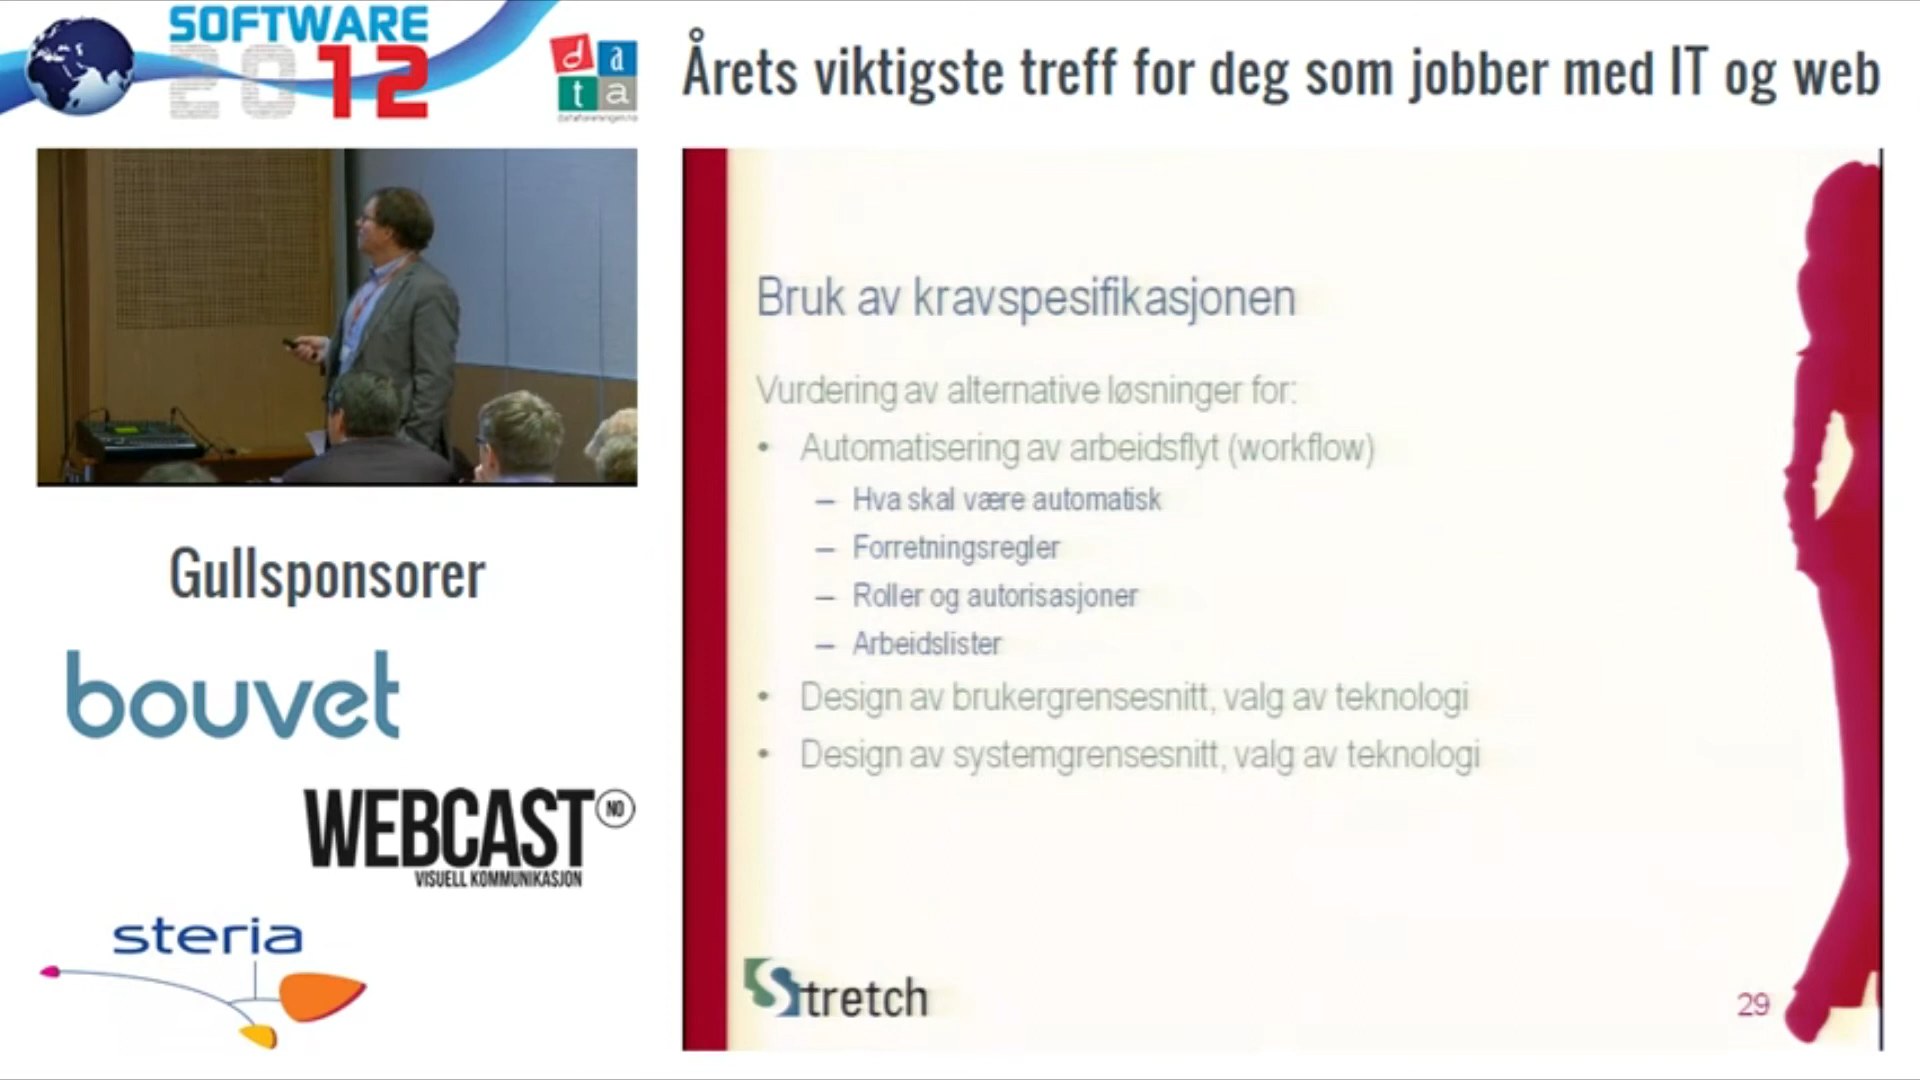 SOFTWARE
2012
data
Årets viktigste treff for deg som jobber med IT og web
Bruk av kravspesifikasjonen
Vurdering av alternative løsninger for:
• Automatisering av arbeidsflyt (workflow)
– Hva skal være automatisk
– Forretningsregler
– Roller og autorisasjoner
– Arbeidslister
• Design av brukergrensesnitt, valg av teknologi
• Design av systemgrensesnitt, valg av teknologi
Stretch
29
Gullsponsorer
bouvet
WEBCAST NO
VISUELL KOMMUNIKASJON
steria